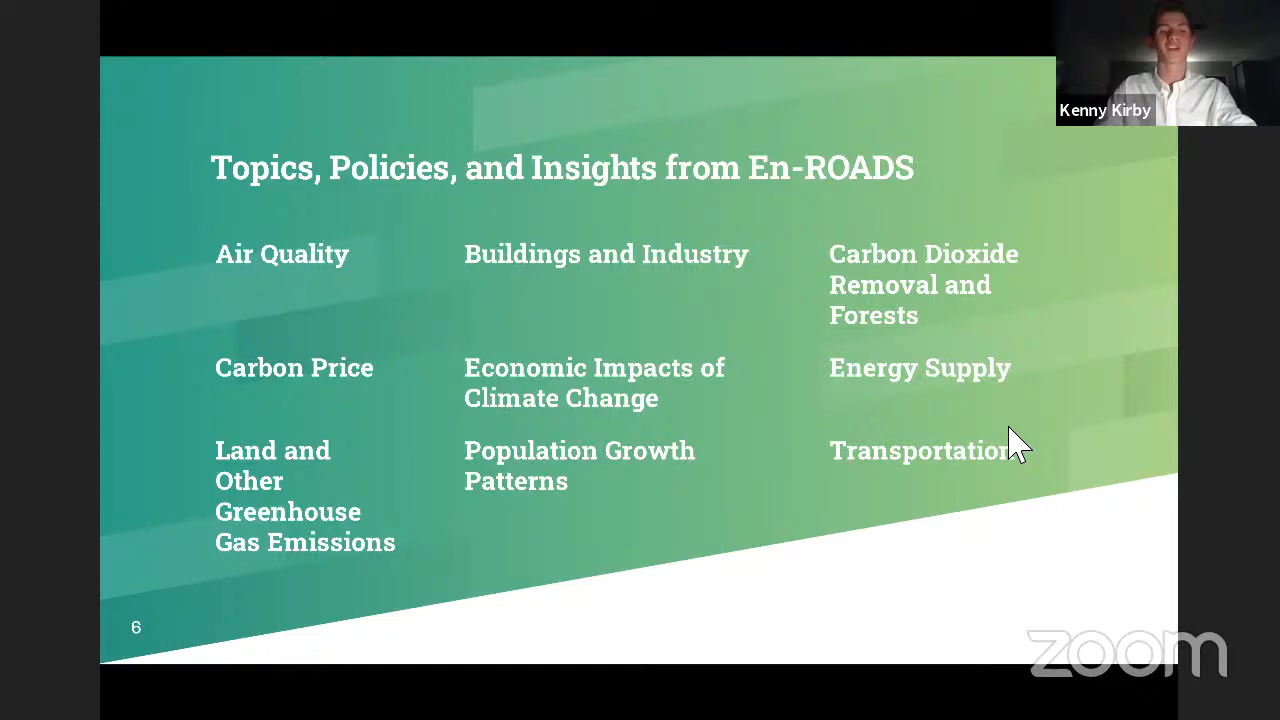 Kenny Kirby
Topics, Policies, and Insights from En-ROADS
Air Quality
Buildings and Industry
Carbon Dioxide
Removal and
Forests
Carbon Price
Economic Impacts of
Climate Change
Energy Supply
Land and
Other
Greenhouse
Gas Emissions
Population Growth
Patterns
Transportation
6
zoom